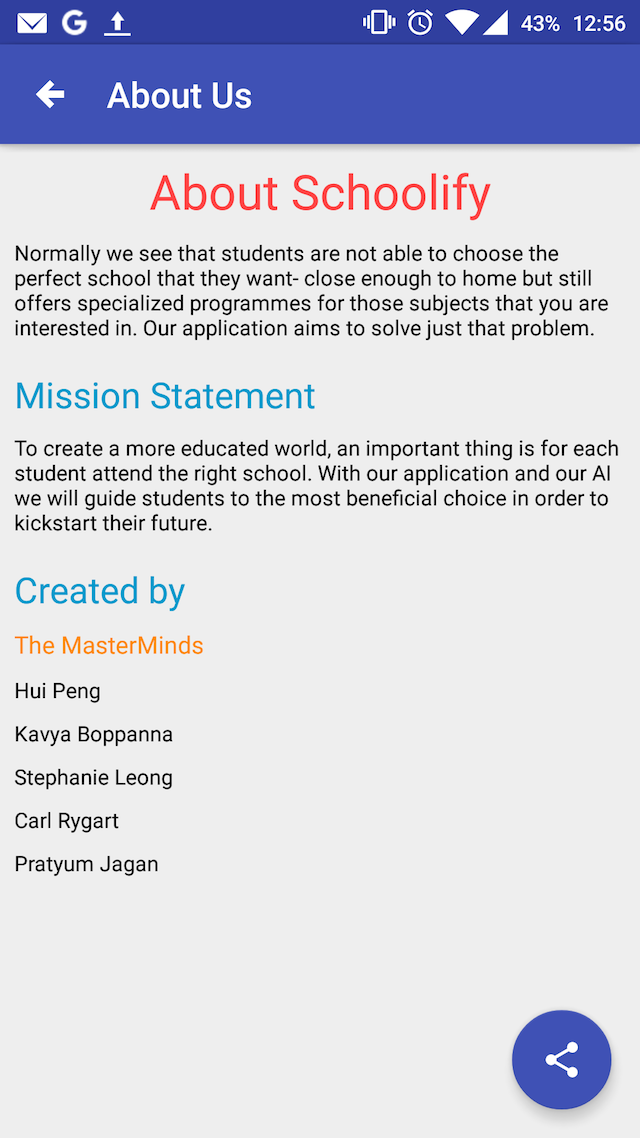 43% 12:56
About Us
About Schoolify
Normally we see that students are not able to choose the
perfect school that they want- close enough to home but still
offers specialized programmes for those subjects that you are
interested in. Our application aims to solve just that problem.
Mission Statement
To create a more educated world, an important thing is for each
student attend the right school. With our application and our AI
we will guide students to the most beneficial choice in order to
kickstart their future.
Created by
The MasterMinds
Hui Peng
Kavya Boppanna
Stephanie Leong
Carl Rygart
Pratyum Jagan